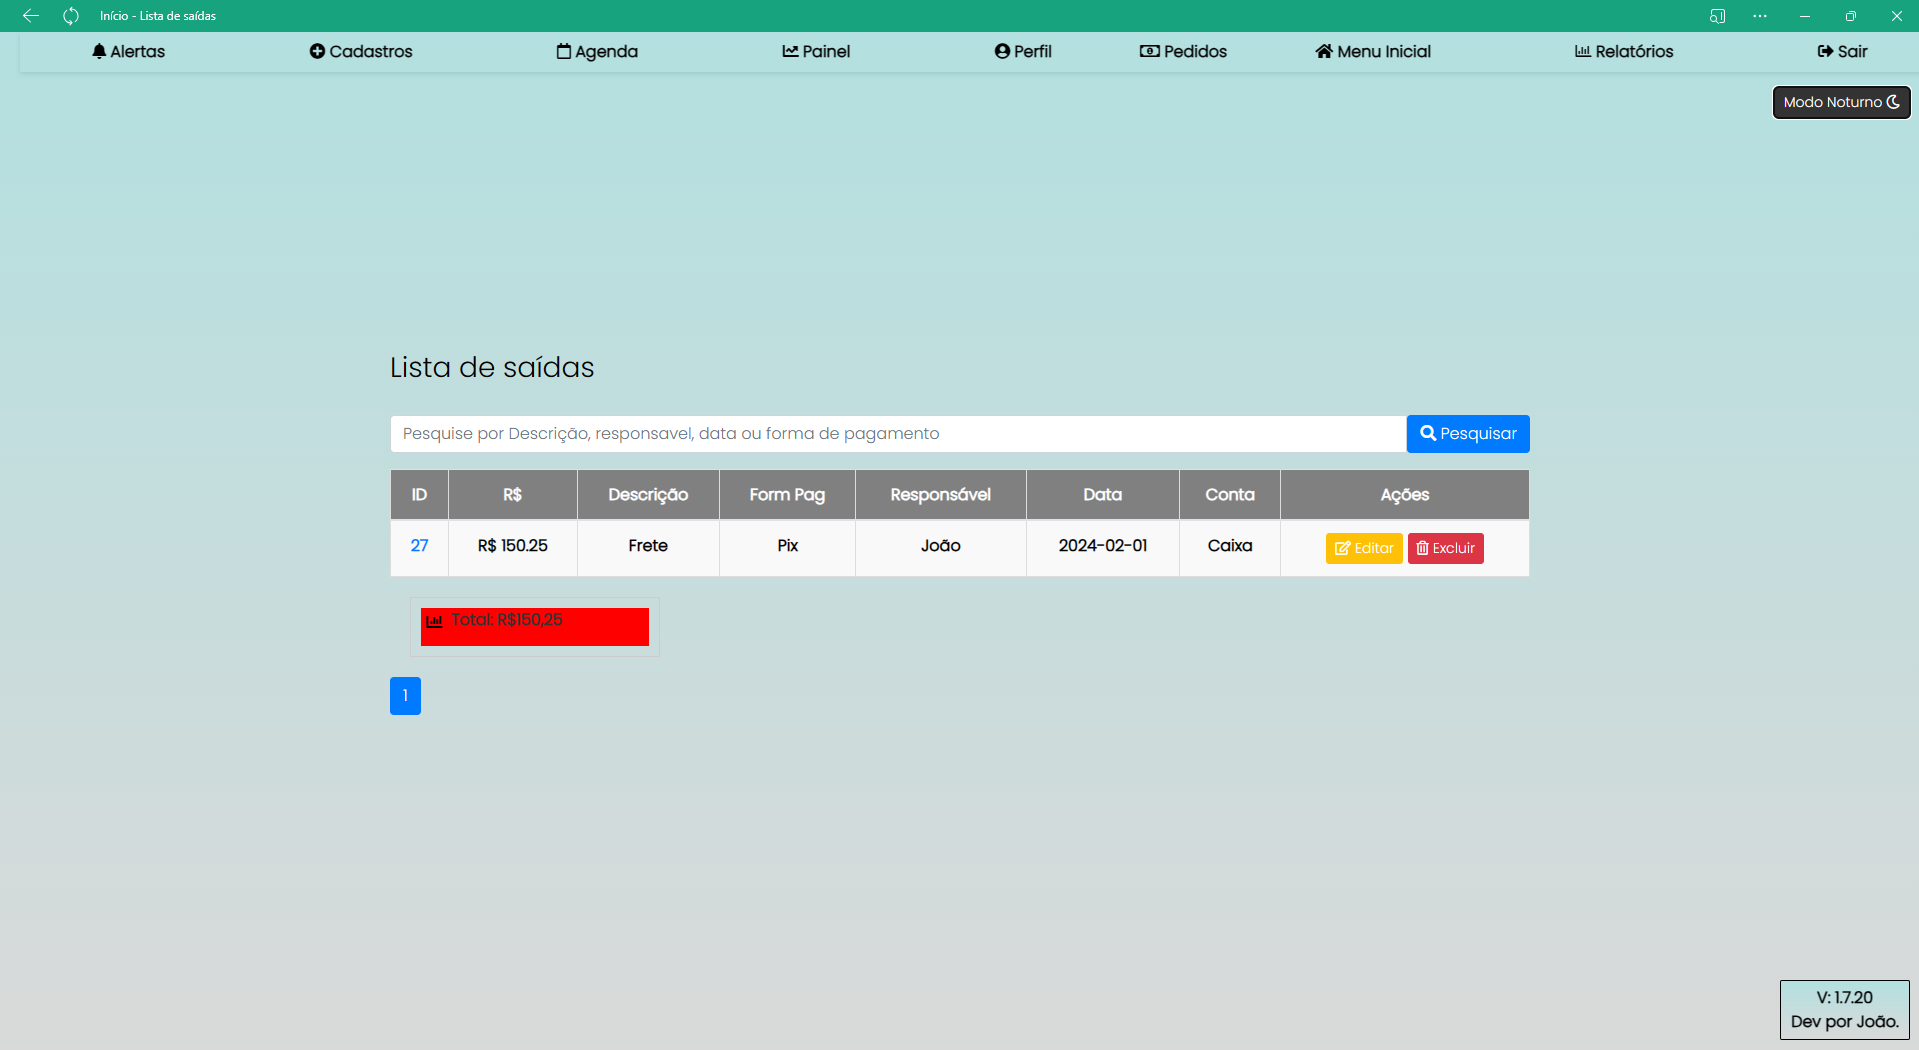 Início - Lista de saídas
Alertas Cadastros Agenda Painel Perfil Pedidos Menu Inicial Relatórios Sair
Modo Noturno
Lista de saídas
Pesquise por Descrição, responsavel, data ou forma de pagamento Pesquisar
ID R$ Descrição Form Pag Responsável Data Conta Ações
27 R$ 150.25 Frete Pix João 2024-02-01 Caixa Editar Excluir
Total: R$150,25
1
V: 1.7.20
Dev por João.